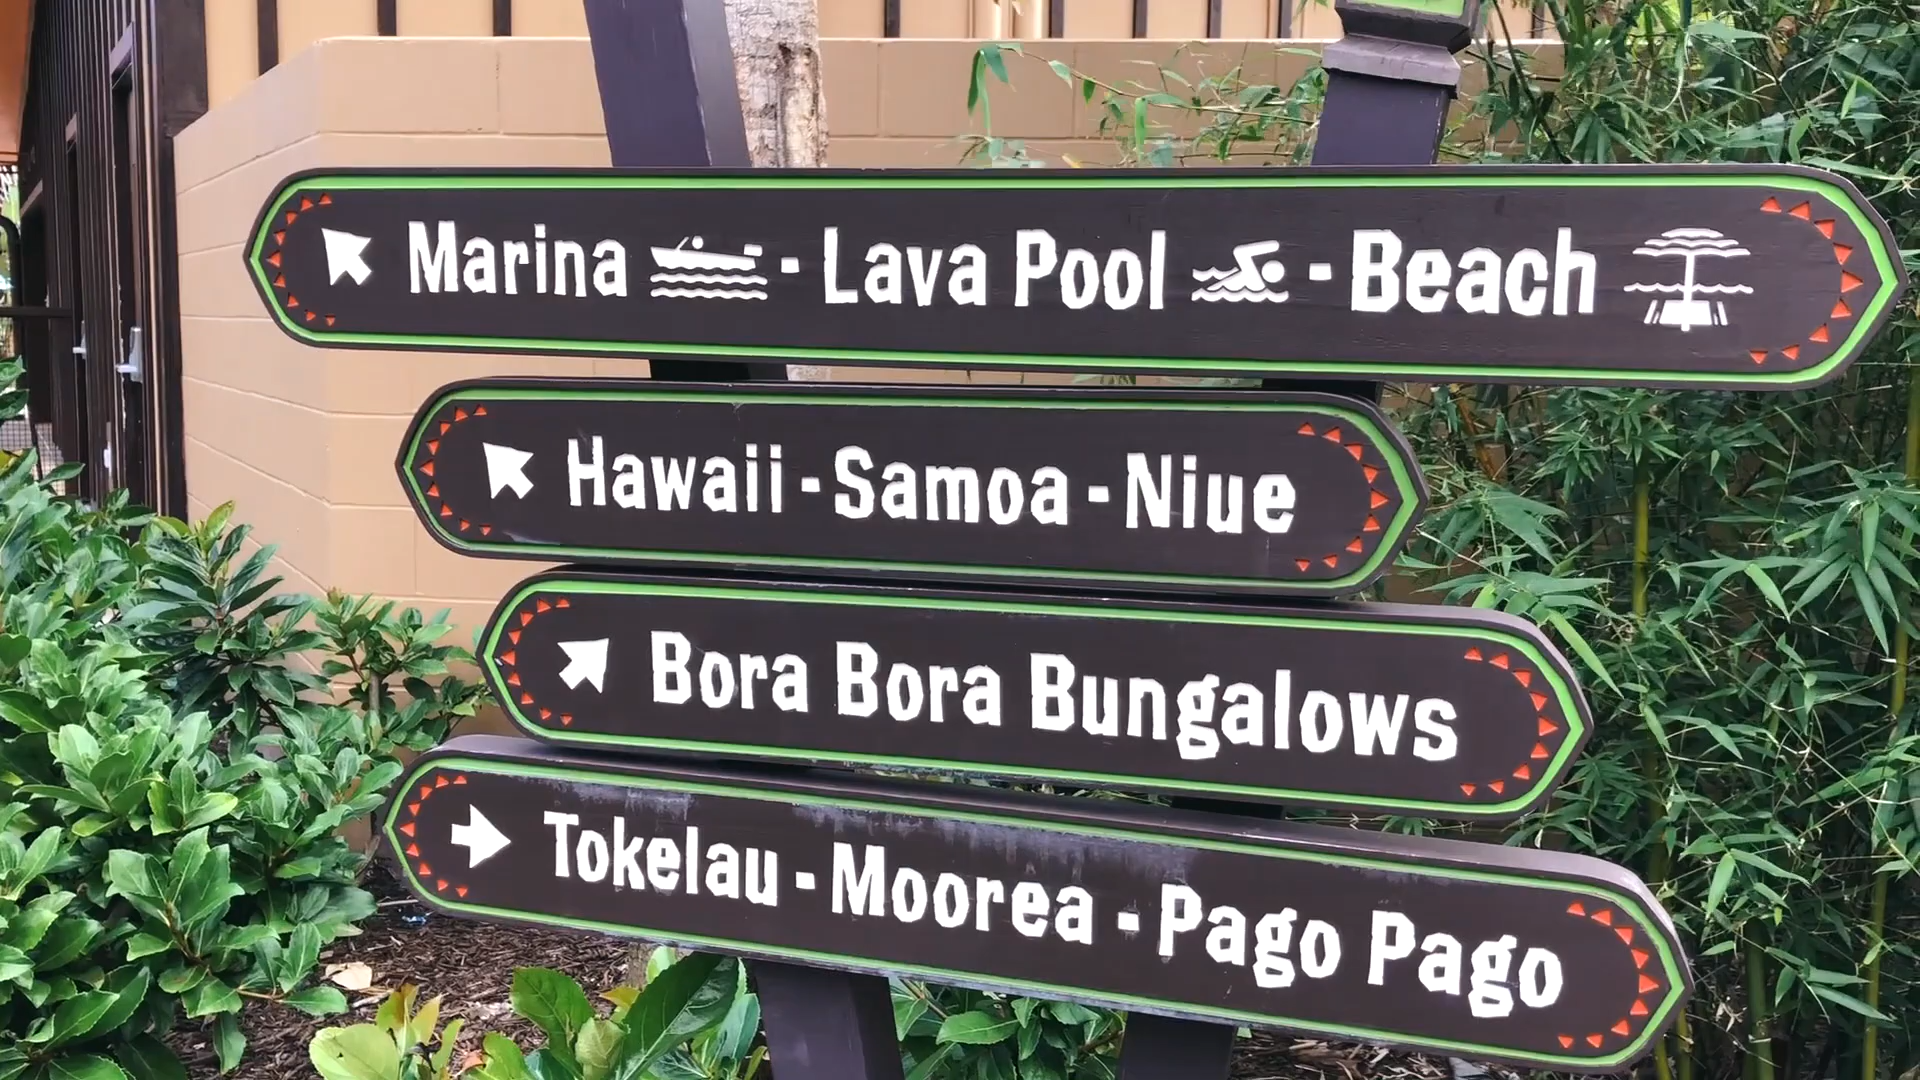 Marina - Lava Pool - Beach
Hawaii - Samoa - Niue
Bora Bora Bungalows
Tokelau - Moorea - Pago Pago